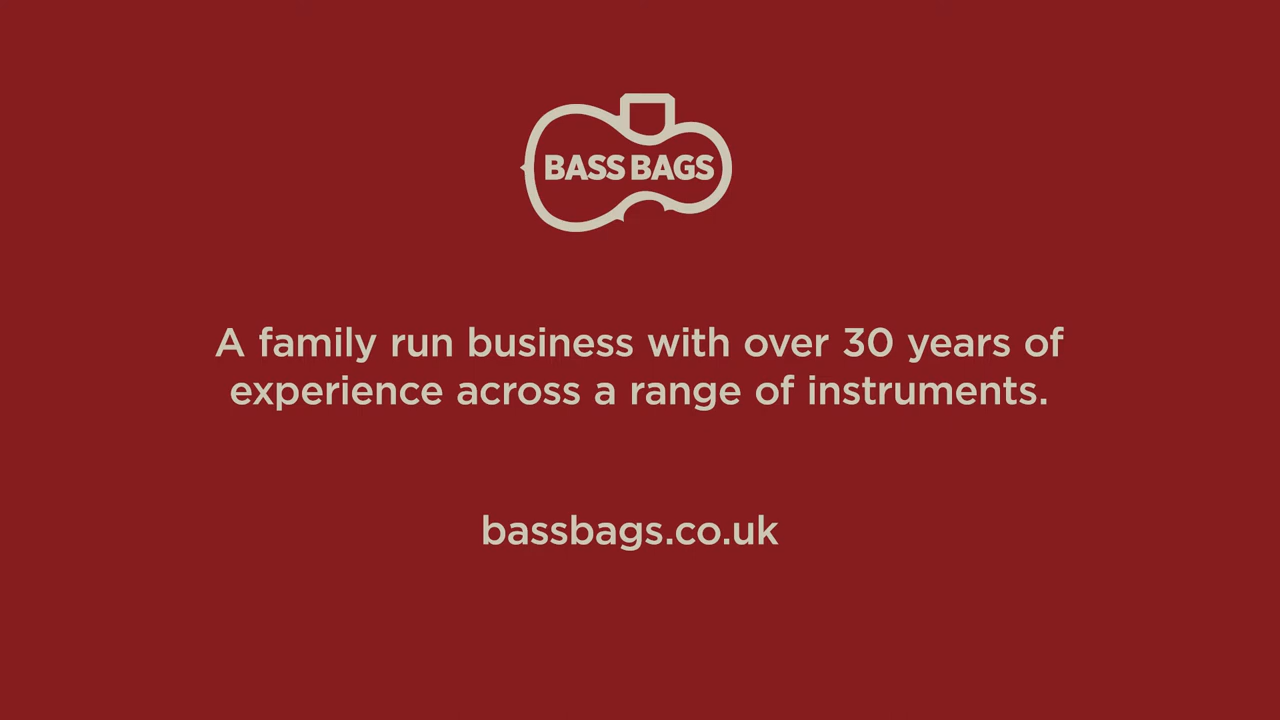 BASS BAGS
A family run business with over 30 years of
experience across a range of instruments.
bassbags.co.uk